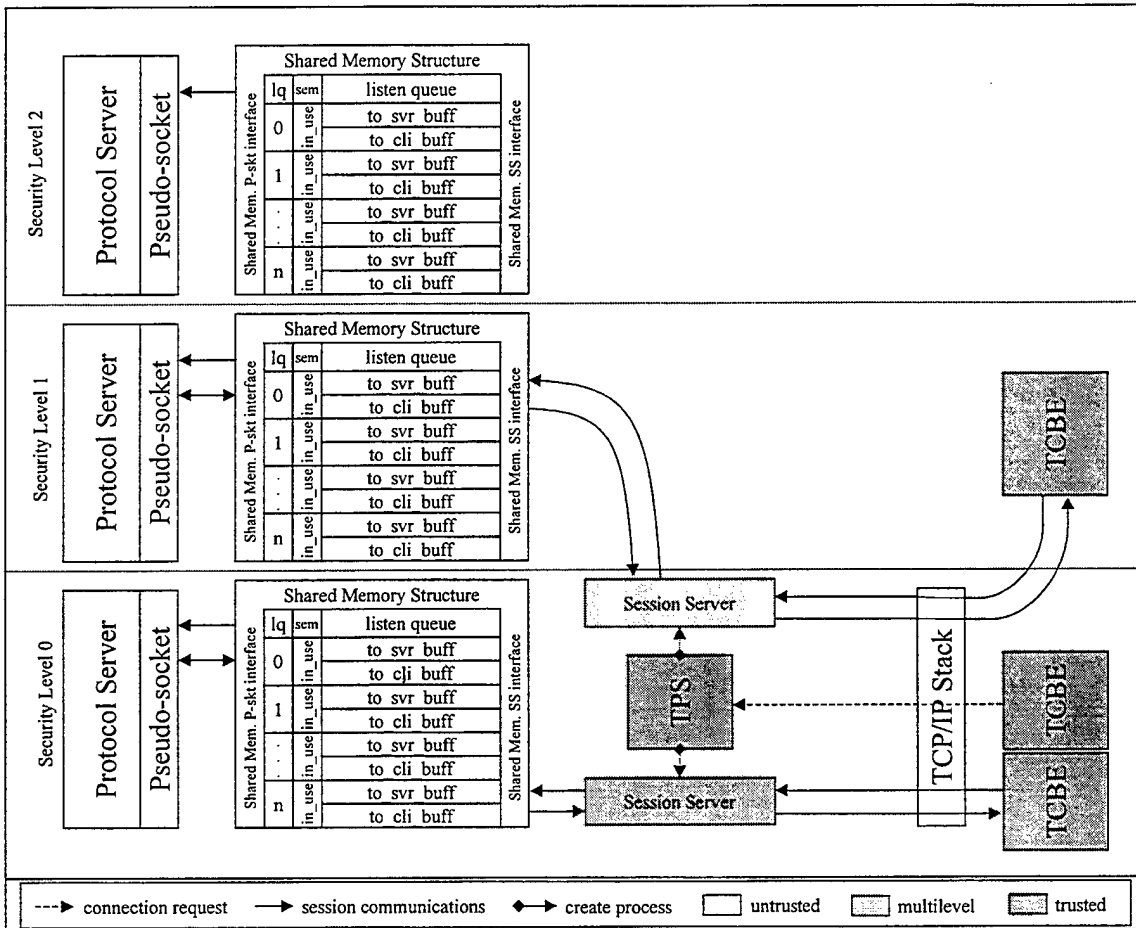 Security Level 2
Protocol Server
Pseudo-socket
Shared Memory Structure
Shared Mem. P-skt interface
lq sem listen queue
0 in_use to svr buff
to cli buff
1 in_use to svr buff
to cli buff
. in_use to svr buff
. to cli buff
n in_use to svr buff
to cli buff
Shared Mem. SS interface
Security Level 1
Protocol Server
Pseudo-socket
Shared Memory Structure
Shared Mem. P-skt interface
lq sem listen queue
0 in_use to svr buff
to cli buff
1 in_use to svr buff
to cli buff
. in_use to svr buff
. to cli buff
n in_use to svr buff
to cli buff
Shared Mem. SS interface
TCBE
Security Level 0
Protocol Server
Pseudo-socket
Shared Memory Structure
Shared Mem. P-skt interface
lq sem listen queue
0 in_use to svr buff
to cli buff
1 in_use to svr buff
to cli buff
. in_use to svr buff
. to cli buff
n in_use to svr buff
to cli buff
Shared Mem. SS interface
Session Server
TPS
Session Server
TCP/IP Stack
TCBE
TCBE
connection request session communications create process untrusted multilevel trusted